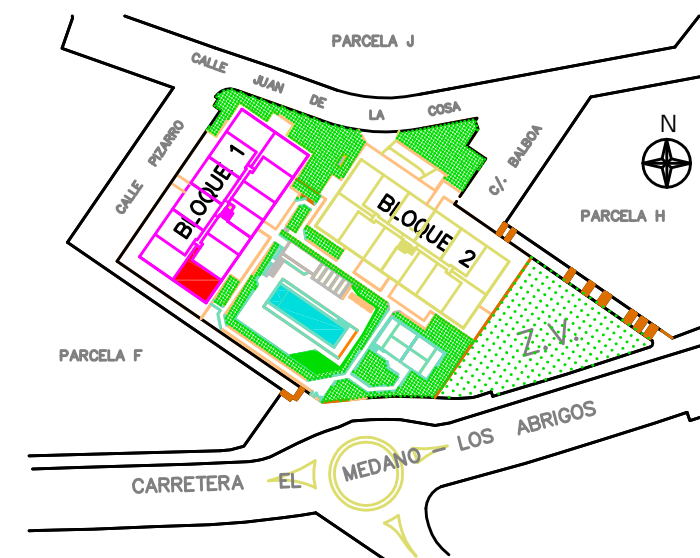 PARCELA J
CALLE JUAN DE LA COSA
N
CALLE PIZARRO
c/. BALBOA
BLOQUE 1
BLOQUE 2
PARCELA H
Z.V.
PARCELA F
CARRETERA EL MEDANO - LOS ABRIGOS